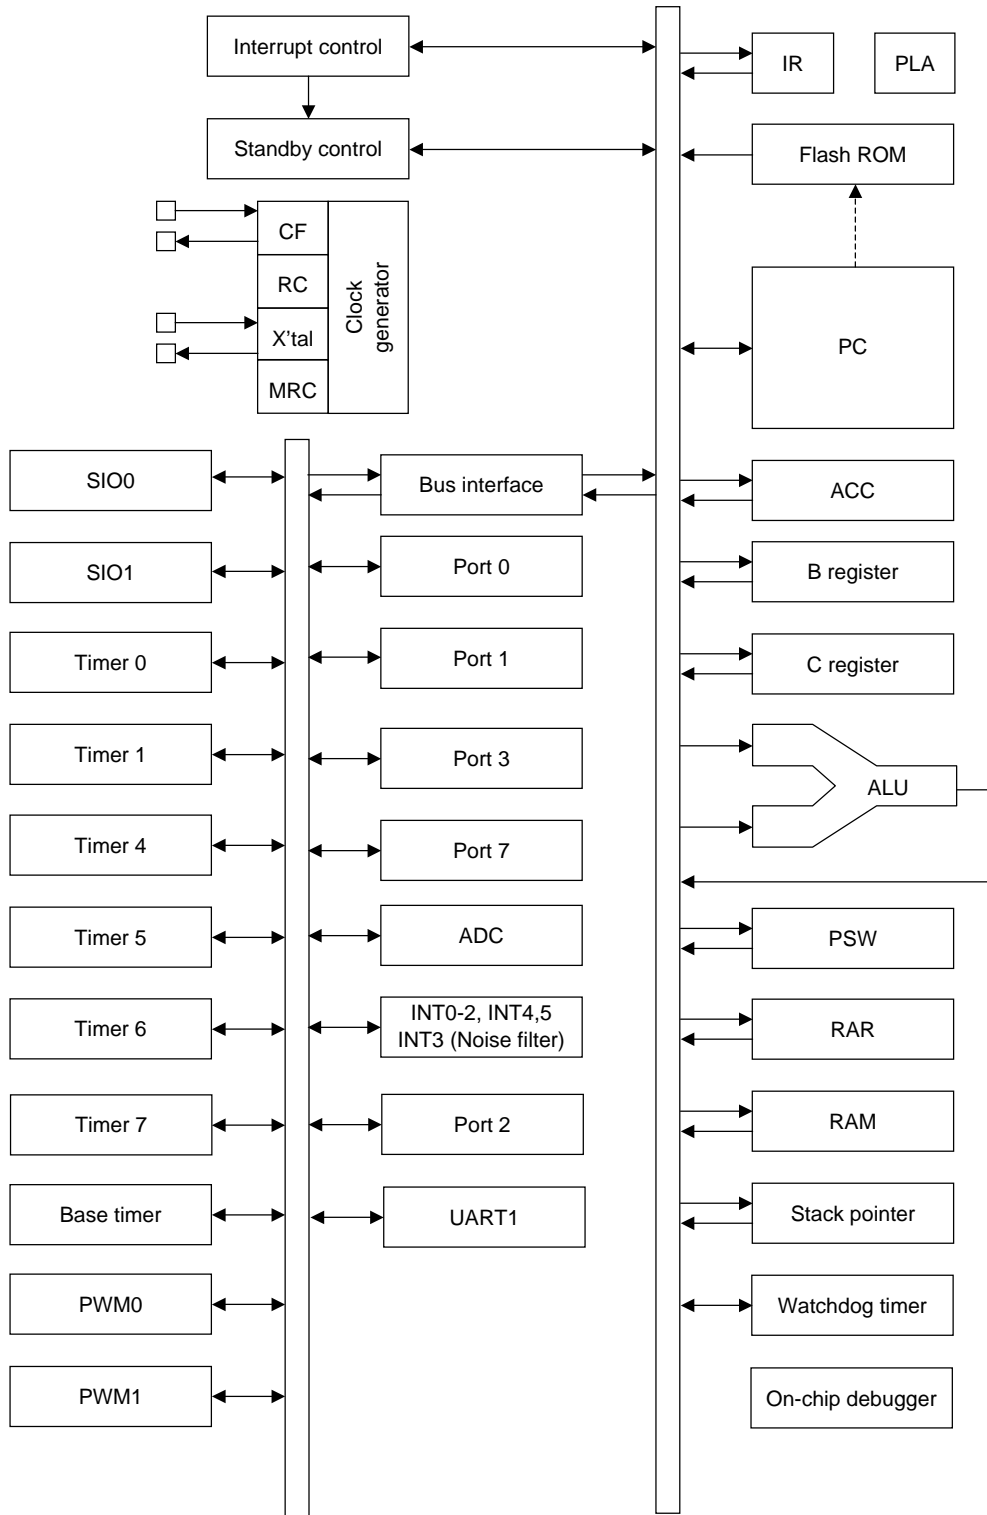 Interrupt control
IR
PLA
Standby control
Flash ROM
CF
RC
X'tal
MRC
Clock
generator
PC
SIO0
Bus interface
ACC
SIO1
Port 0
B register
Timer 0
Port 1
C register
Timer 1
Port 3
ALU
Timer 4
Port 7
Timer 5
ADC
PSW
Timer 6
INT0-2, INT4,5
INT3 (Noise filter)
RAR
Timer 7
Port 2
RAM
Base timer
UART1
Stack pointer
PWM0
Watchdog timer
PWM1
On-chip debugger